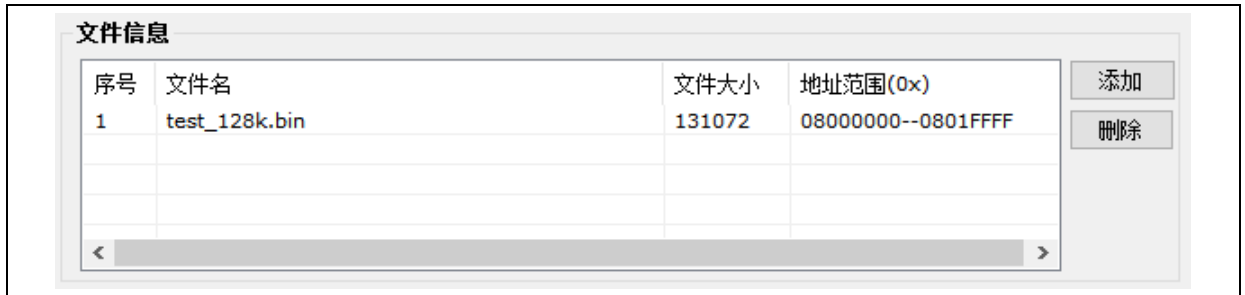 文件信息
序号 文件名 文件大小 地址范围(0x) 添加
1 test_128k.bin 131072 08000000--0801FFFF 删除